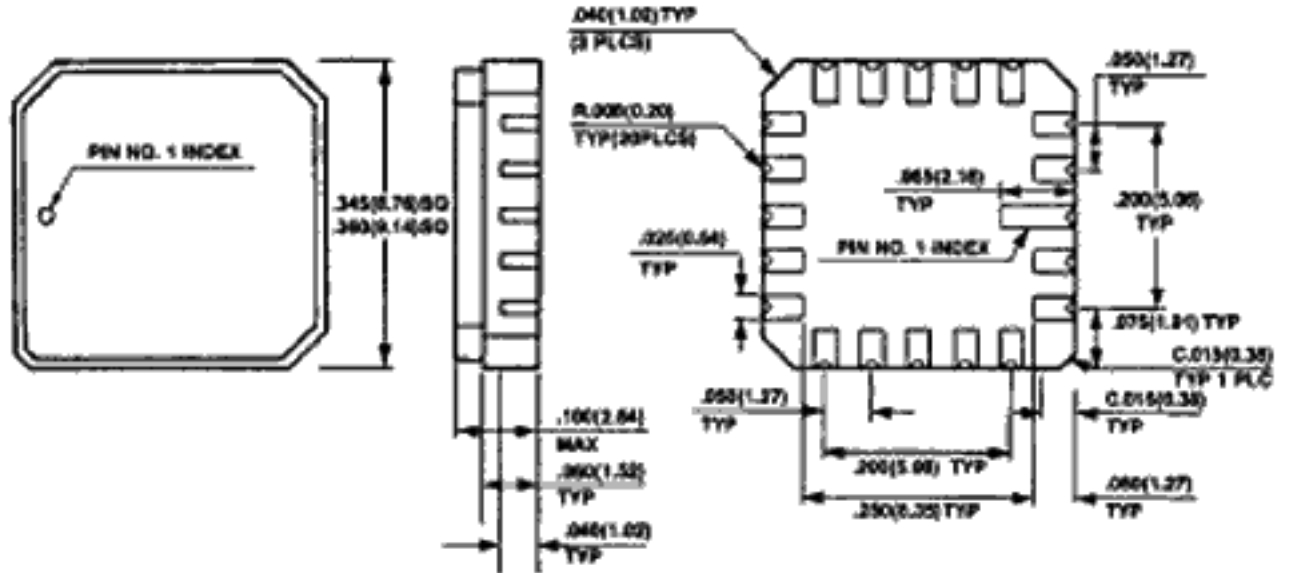 PIN NO. 1 INDEX
.345(8.76)SQ
.360(9.14)SQ
.100(2.54)
MAX
.060(1.52)
TYP
.040(1.02)
TYP
.040(1.02)TYP
(3 PLCS)
R.008(0.20)
TYP(20PLCS)
.025(0.64)
TYP
.050(1.27)
TYP
.085(2.16)
TYP
PIN NO. 1 INDEX
.200(5.08)
TYP
.075(1.91) TYP
C.015(0.38)
TYP 1 PLC
C.015(0.38)
TYP
.050(1.27)
TYP
.200(5.08) TYP
.250(6.35)TYP
TYP